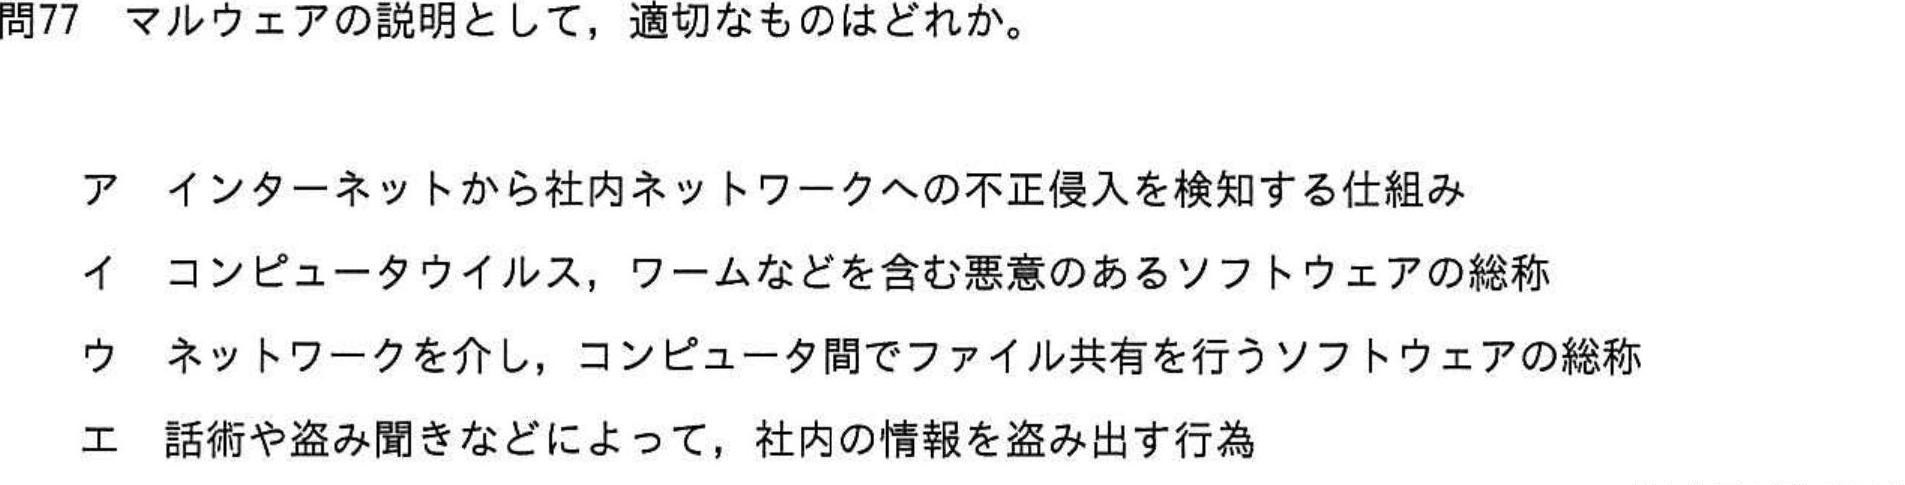 問77　マルウェアの説明として，適切なものはどれか。
ア　インターネットから社内ネットワークへの不正侵入を検知する仕組み
イ　コンピュータウイルス，ワームなどを含む悪意のあるソフトウェアの総称
ウ　ネットワークを介し，コンピュータ間でファイル共有を行うソフトウェアの総称
エ　話術や盗み聞きなどによって，社内の情報を盗み出す行為